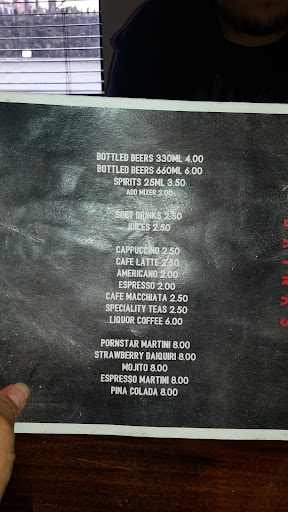 BOTTLED BEERS 330ML 4.00
BOTTLED BEERS 660ML 6.00
SPIRITS 25ML 3.50
ADD MIXER 2.00
SOFT DRINKS 2.50
JUICES 2.50
CAPPUCCINO 2.50
CAFE LATTE 2.50
AMERICANO 2.00
ESPRESSO 2.00
CAFE MACCHIATA 2.50
SPECIALITY TEAS 2.50
LIQUOR COFFEE 6.00
PORNSTAR MARTINI 8.00
STRAWBERRY DAIQUIRI 8.00
MOJITO 8.00
ESPRESSO MARTINI 8.00
PINA COLADA 8.00
DRINKS